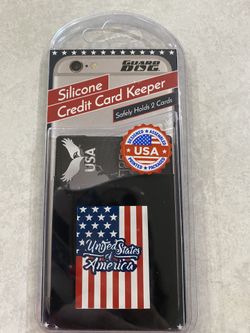 GUARD
DOG
Silicone
Credit Card Keeper
Safely Holds 2 Cards
USA
DESIGNED & ASSEMBLED
USA
PRINTED & PACKAGED
United States
of
America